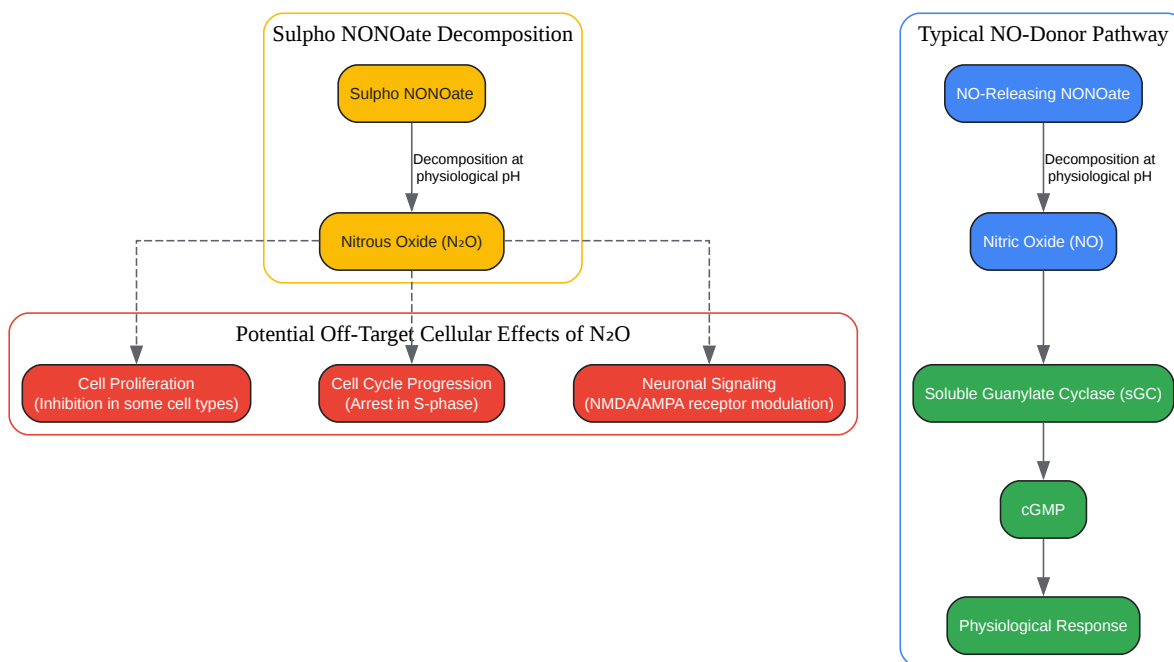 Sulpho NONOate Decomposition
Sulpho NONOate
Decomposition at
physiological pH
Nitrous Oxide (N₂O)
Potential Off-Target Cellular Effects of N₂O
Cell Proliferation
(Inhibition in some cell types)
Cell Cycle Progression
(Arrest in S-phase)
Neuronal Signaling
(NMDA/AMPA receptor modulation)
Typical NO-Donor Pathway
NO-Releasing NONOate
Decomposition at
physiological pH
Nitric Oxide (NO)
Soluble Guanylate Cyclase (sGC)
cGMP
Physiological Response